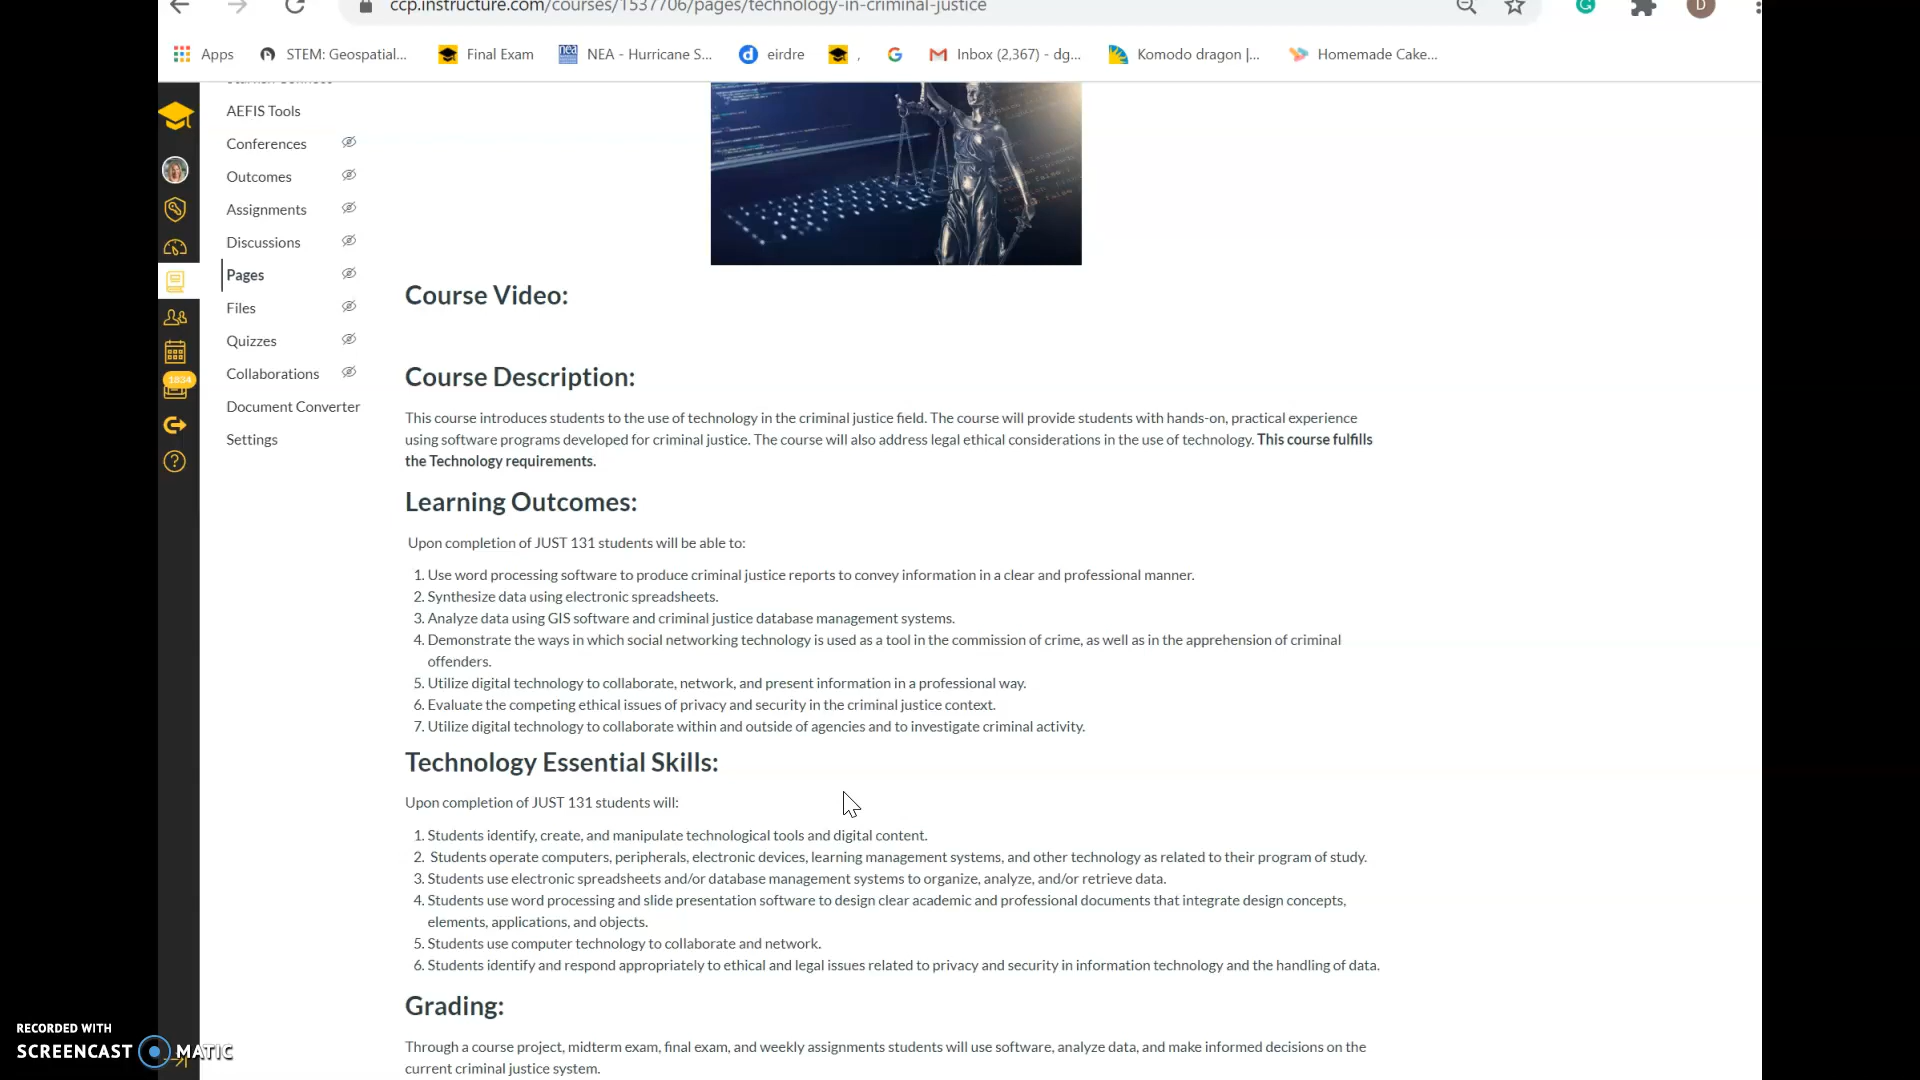 ccp.instructure.com/courses/1537706/pages/technology-in-criminal-justice
D
Apps
STEM: Geospatial...
Final Exam
nea
NEA - Hurricane S...
d
eirdre
,
G
Inbox (2,367) - dg...
Komodo dragon |...
Homemade Cake...
AEFIS Tools
Conferences
Outcomes
Assignments
Discussions
Pages
Files
Quizzes
Collaborations
Document Converter
Settings
1834
Course Video:
Course Description:
This course introduces students to the use of technology in the criminal justice field. The course will provide students with hands-on, practical experience
using software programs developed for criminal justice. The course will also address legal ethical considerations in the use of technology. This course fulfills
the Technology requirements.
Learning Outcomes:
Upon completion of JUST 131 students will be able to:
1. Use word processing software to produce criminal justice reports to convey information in a clear and professional manner.
2. Synthesize data using electronic spreadsheets.
3. Analyze data using GIS software and criminal justice database management systems.
4. Demonstrate the ways in which social networking technology is used as a tool in the commission of crime, as well as in the apprehension of criminal
offenders.
5. Utilize digital technology to collaborate, network, and present information in a professional way.
6. Evaluate the competing ethical issues of privacy and security in the criminal justice context.
7. Utilize digital technology to collaborate within and outside of agencies and to investigate criminal activity.
Technology Essential Skills:
Upon completion of JUST 131 students will:
1. Students identify, create, and manipulate technological tools and digital content.
2. Students operate computers, peripherals, electronic devices, learning management systems, and other technology as related to their program of study.
3. Students use electronic spreadsheets and/or database management systems to organize, analyze, and/or retrieve data.
4. Students use word processing and slide presentation software to design clear academic and professional documents that integrate design concepts,
elements, applications, and objects.
5. Students use computer technology to collaborate and network.
6. Students identify and respond appropriately to ethical and legal issues related to privacy and security in information technology and the handling of data.
Grading:
Through a course project, midterm exam, final exam, and weekly assignments students will use software, analyze data, and make informed decisions on the
current criminal justice system.
RECORDED WITH
SCREENCAST MATIC